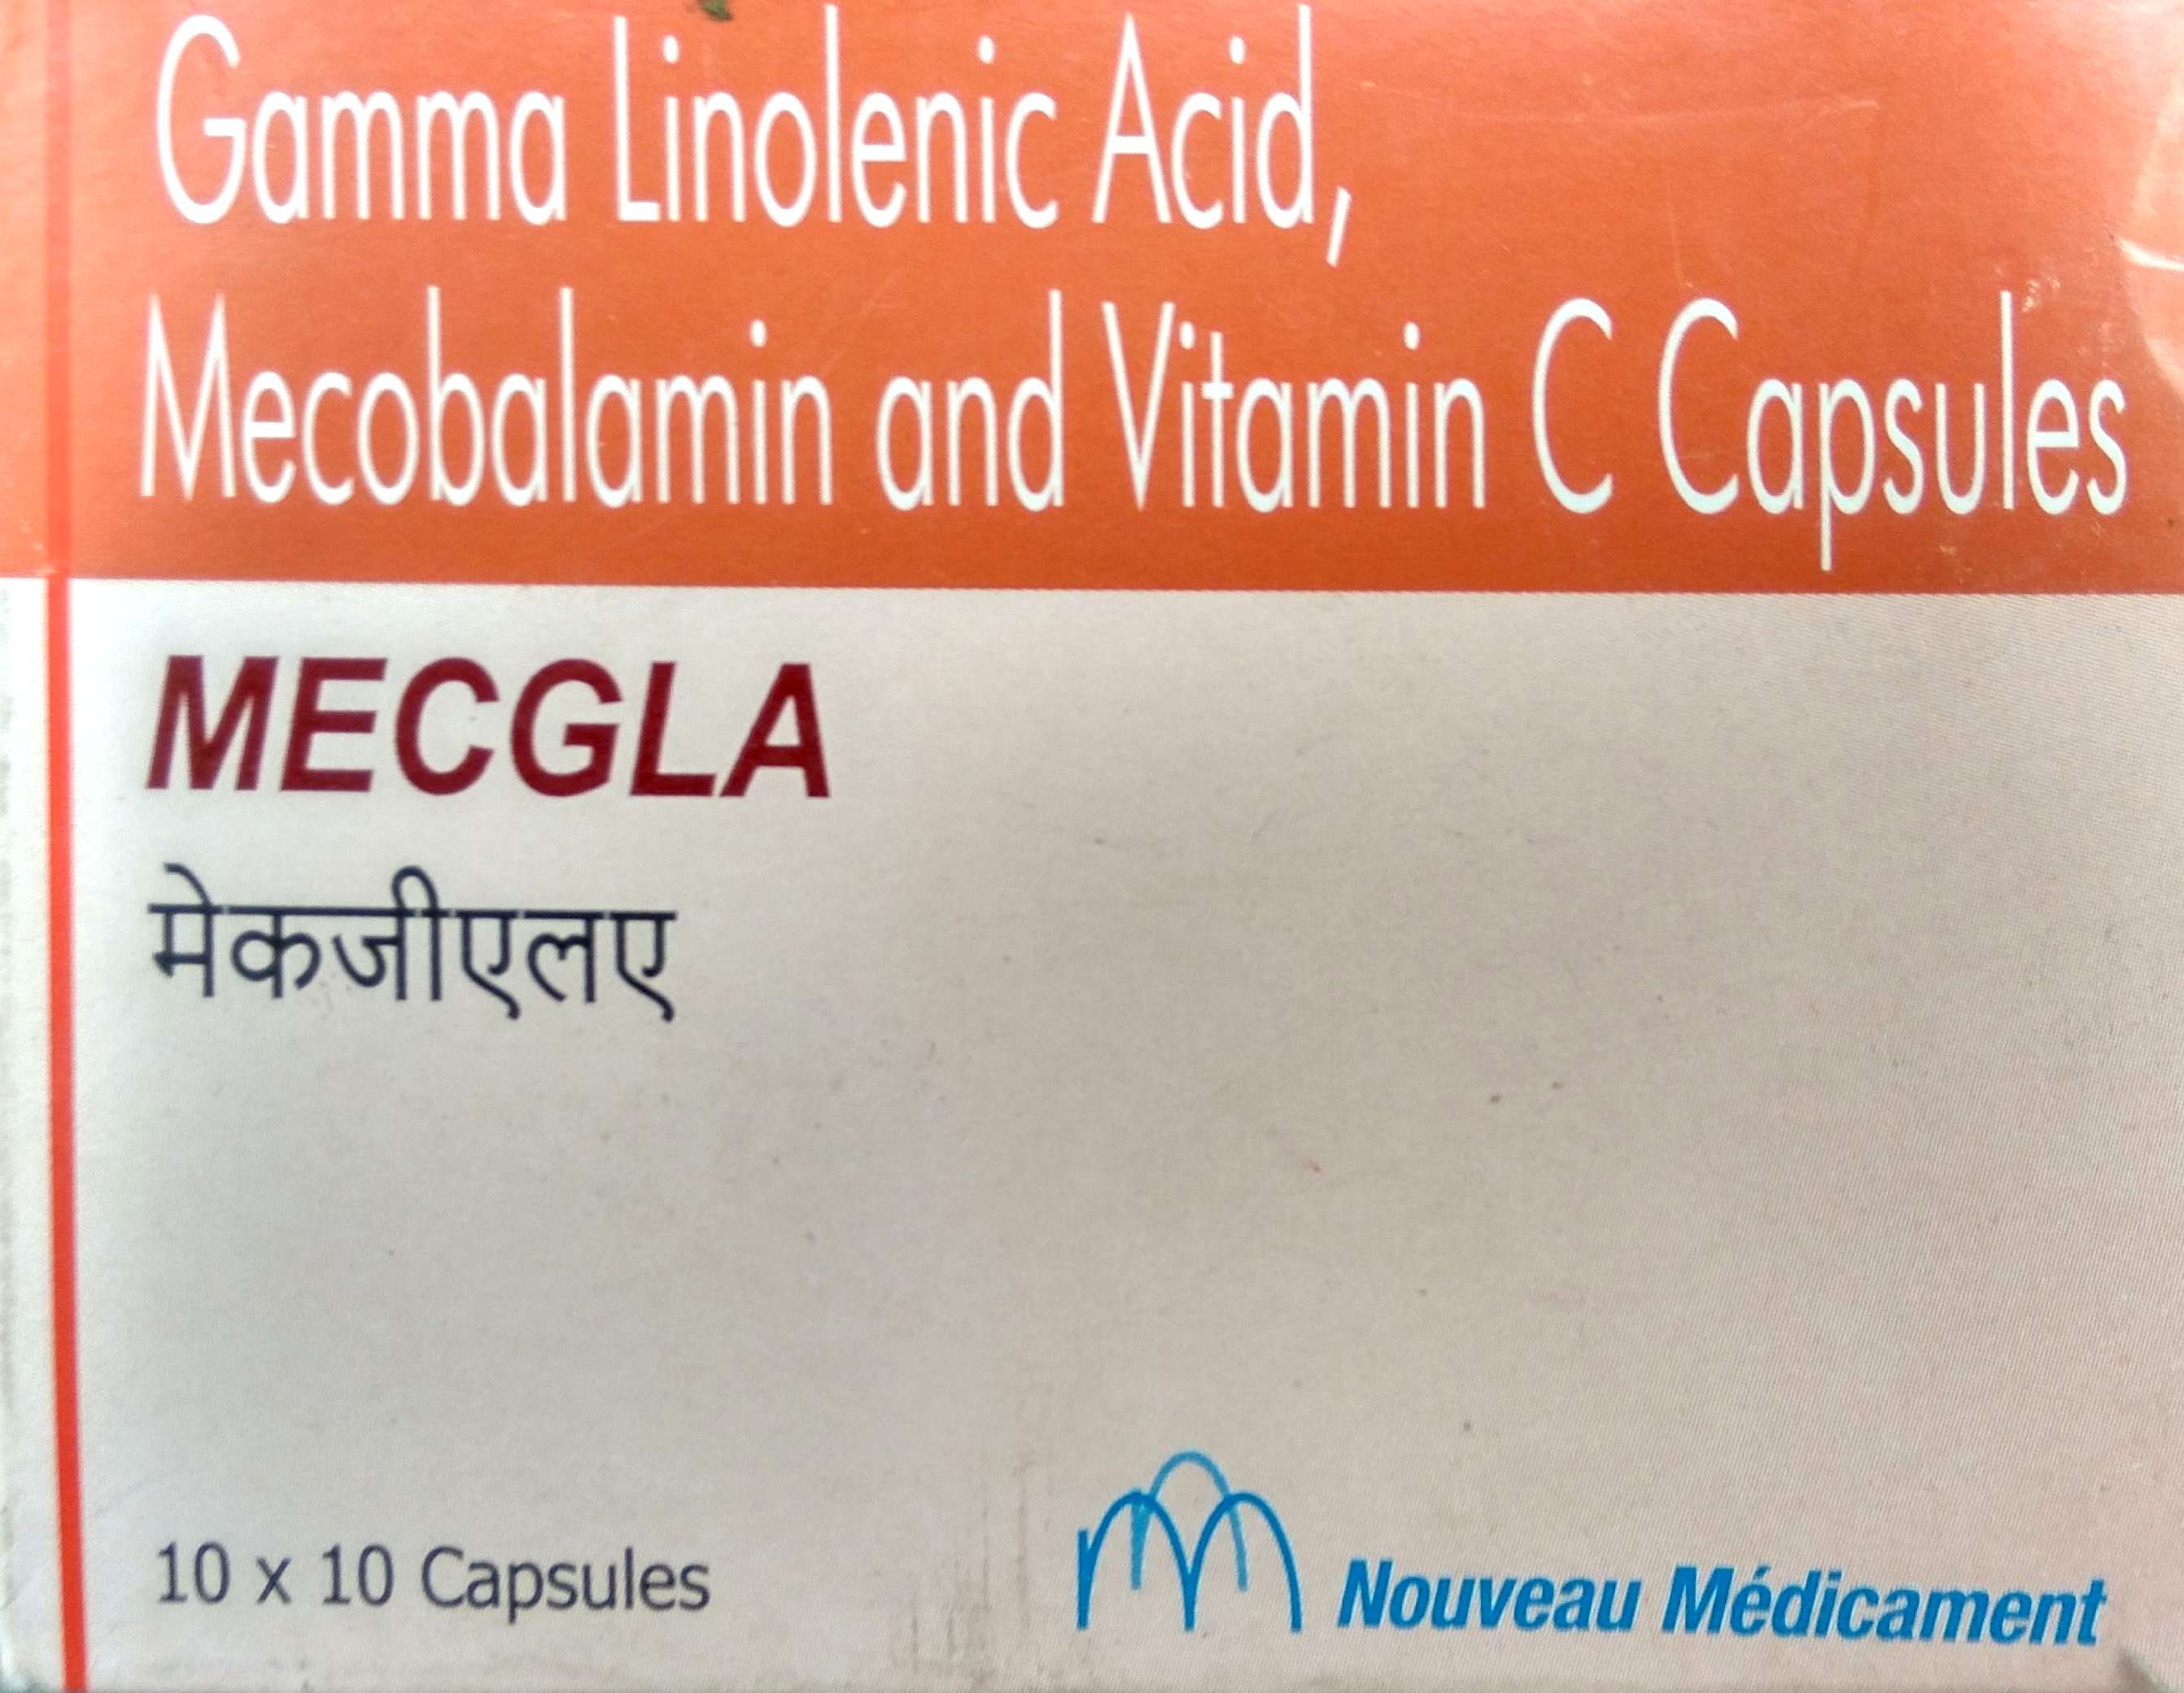 Gamma Linolenic Acid,
Mecobalamin and Vitamin C Capsules
MECGLA
मेकजीएलए
10 x 10 Capsules
Nouveau Médicament